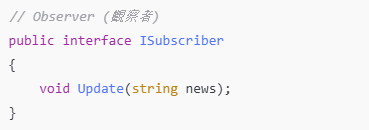 // Observer (觀察者)
public interface ISubscriber
{
    void Update(string news);
}